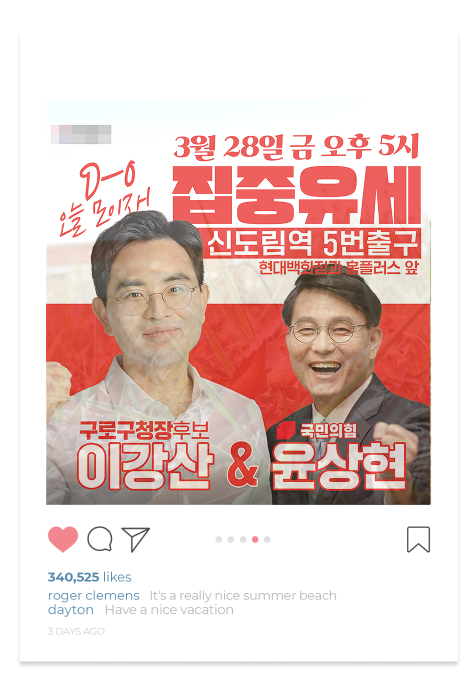 3월 28일 금 오후 5시
D-0
오늘 모이자!
집중유세
신도림역 5번출구
현대백화점과 홈플러스 앞
구로구청장후보
이강산
&
국민의힘
윤상현
340,525 likes
roger clemens It's a really nice summer beach
dayton Have a nice vacation
3 DAYS AGO